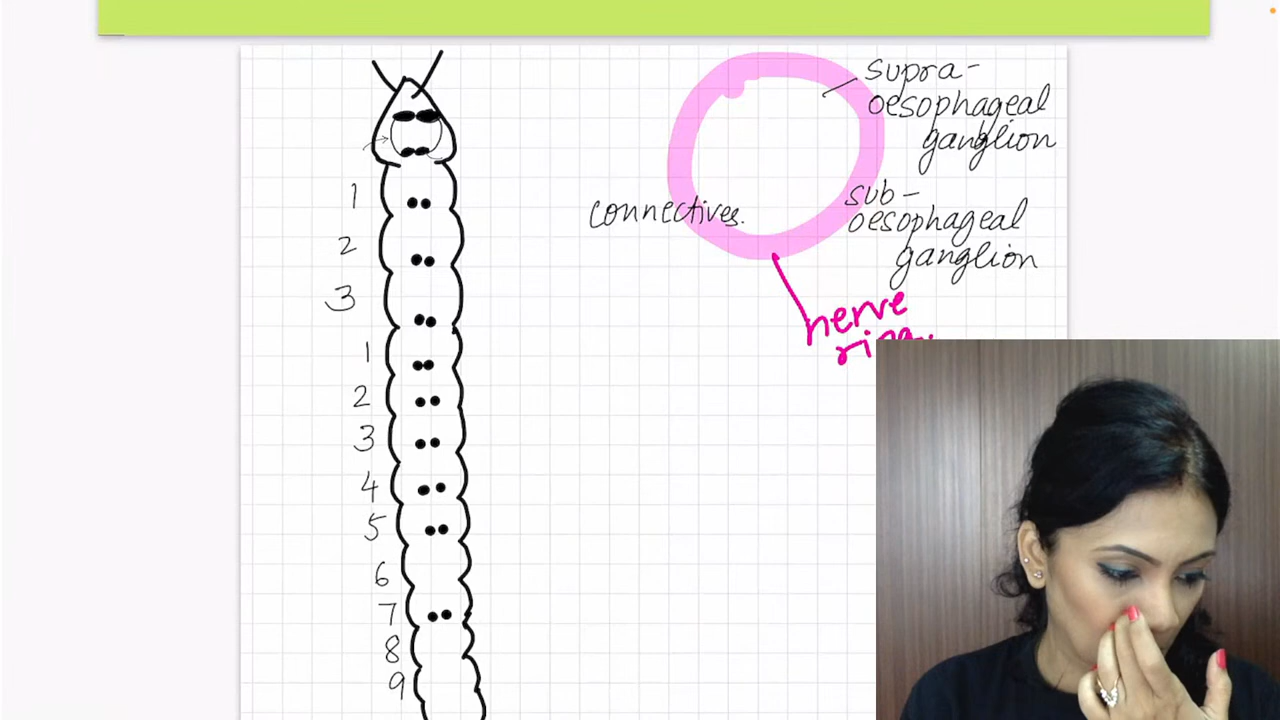 supra-
oesophageal
ganglion
1
connectives.
sub-
oesophageal
ganglion
2
3
nerve
ring.
1
2
3
4
5
6
7
8
9